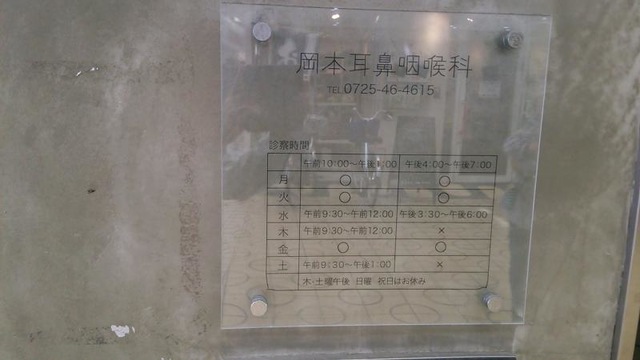 岡本耳鼻咽喉科
TEL 0725-46-4615
診察時間
午前10:00～午後1:00 午後4:00～午後7:00
月 ○ ○
火 ○ ○
水 午前9:30～午前12:00 午後3:30～午後6:00
木 午前9:30～午前12:00 ×
金 ○ ○
土 午前9:30～午後1:00 ×
木・土曜午後 日曜 祝日はお休み